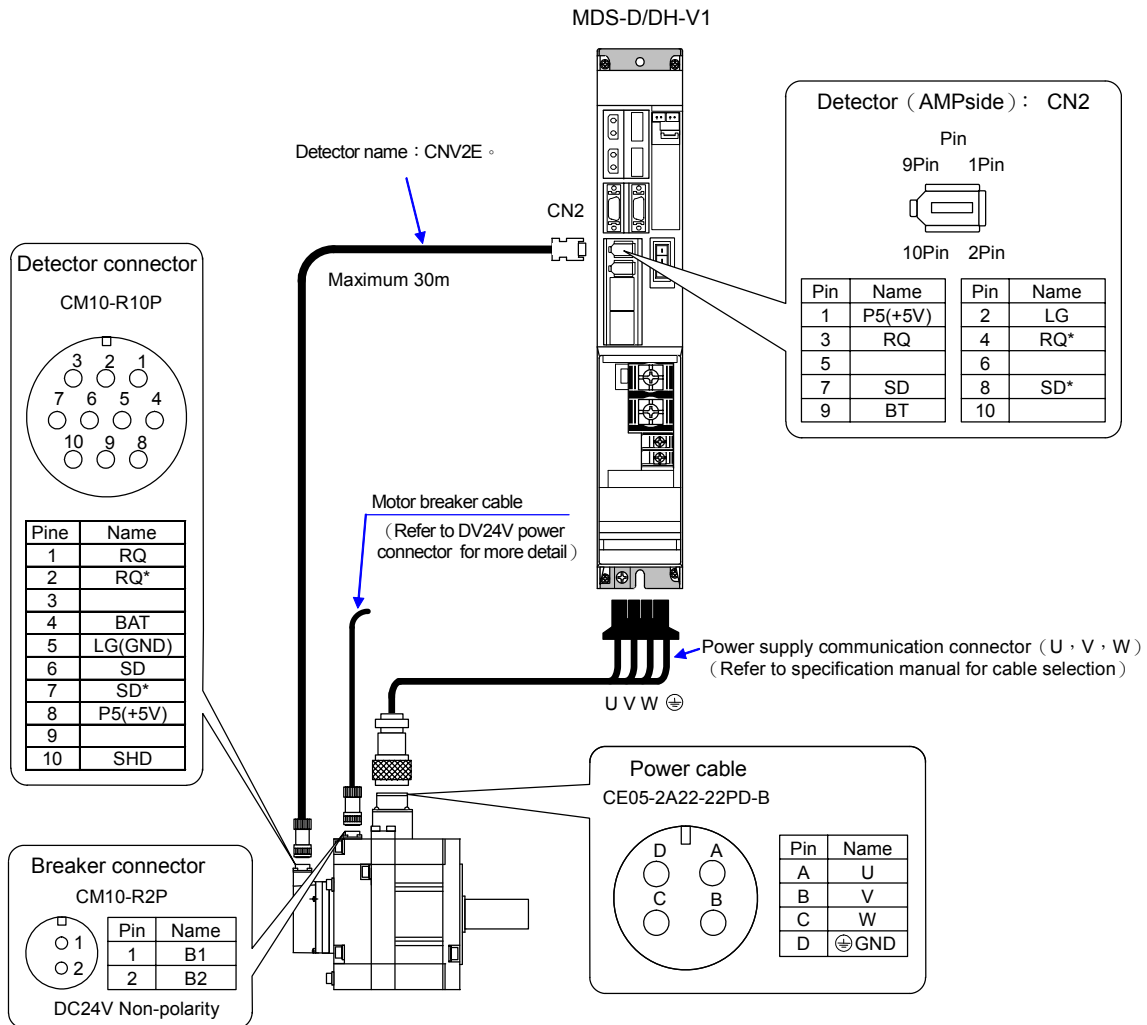 MDS-D/DH-V1
Detector（AMPside）： CN2
Pin
9Pin 1Pin
10Pin 2Pin
Pin Name Pin Name
1 P5(+5V) 2 LG
3 RQ 4 RQ*
5 6
7 SD 8 SD*
9 BT 10
Detector name：CNV2E。
CN2
Maximum 30m
Detector connector
CM10-R10P
3 2 1
7 6 5 4
10 9 8
Pine Name
1 RQ
2 RQ*
3
4 BAT
5 LG(GND)
6 SD
7 SD*
8 P5(+5V)
9
10 SHD
Motor breaker cable
（Refer to DV24V power
connector for more detail）
Power supply communication connector（U，V，W）
（Refer to specification manual for cable selection）
U V W
Power cable
CE05-2A22-22PD-B
D A
C B
Pin Name
A U
B V
C W
D GND
Breaker connector
CM10-R2P
1
2
Pin Name
1 B1
2 B2
DC24V Non-polarity